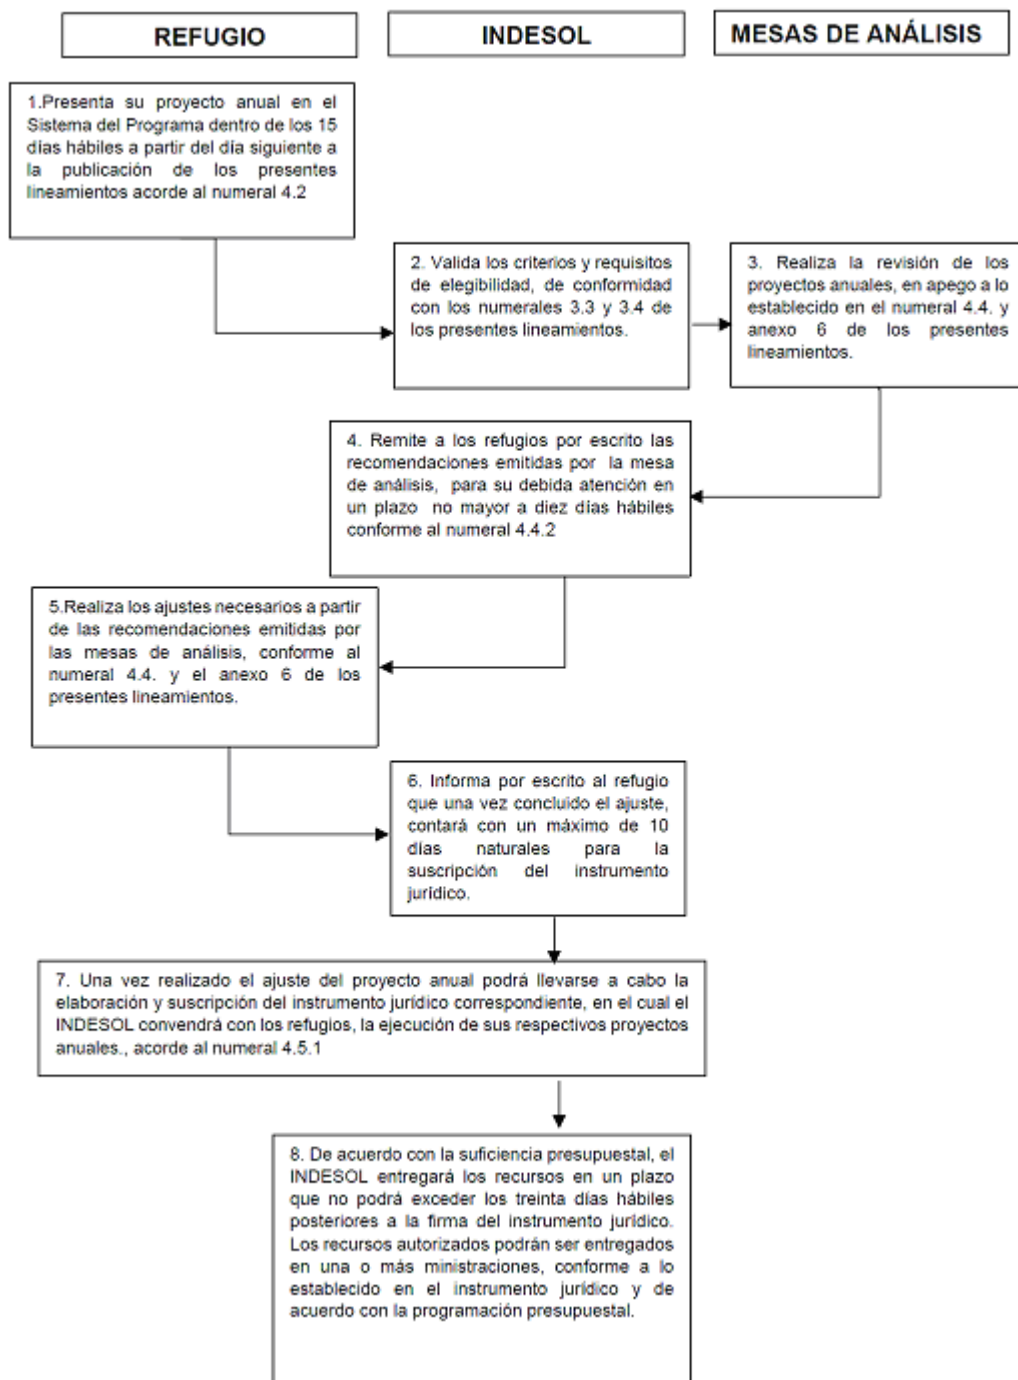 REFUGIO
INDESOL
MESAS DE ANÁLISIS
1.Presenta su proyecto anual en el
Sistema del Programa dentro de los 15
días hábiles a partir del día siguiente a
la publicación de los presentes
lineamientos acorde al numeral 4.2
2. Valida los criterios y requisitos
de elegibilidad, de conformidad
con los numerales 3.3 y 3.4 de
los presentes lineamientos.
3. Realiza la revisión de los
proyectos anuales, en apego a lo
establecido en el numeral 4.4. y
anexo 6 de los presentes
lineamientos.
4. Remite a los refugios por escrito las
recomendaciones emitidas por la mesa
de análisis, para su debida atención en
un plazo no mayor a diez días hábiles
conforme al numeral 4.4.2
5.Realiza los ajustes necesarios a partir
de las recomendaciones emitidas por
las mesas de análisis, conforme al
numeral 4.4. y el anexo 6 de los
presentes lineamientos.
6. Informa por escrito al refugio
que una vez concluido el ajuste,
contará con un máximo de 10
días naturales para la
suscripción del instrumento
jurídico.
7. Una vez realizado el ajuste del proyecto anual podrá llevarse a cabo la
elaboración y suscripción del instrumento jurídico correspondiente, en el cual el
INDESOL convendrá con los refugios, la ejecución de sus respectivos proyectos
anuales., acorde al numeral 4.5.1
8. De acuerdo con la suficiencia presupuestal, el
INDESOL entregará los recursos en un plazo
que no podrá exceder los treinta días hábiles
posteriores a la firma del instrumento jurídico.
Los recursos autorizados podrán ser entregados
en una o más ministraciones, conforme a lo
establecido en el instrumento jurídico y de
acuerdo con la programación presupuestal.